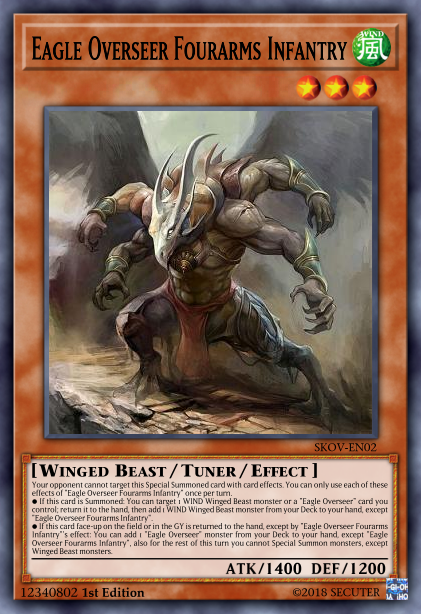 EAGLE OVERSEER FOURARMS INFANTRY
WIND
風
SKOV-EN02
[WINGED BEAST/TUNER/EFFECT]
Your opponent cannot target this Special Summoned card with card effects. You can only use each of these
effects of "Eagle Overseer Fourarms Infantry" once per turn.
● If this card is Summoned: You can target 1 WIND Winged Beast monster or a "Eagle Overseer" card you
control; return it to the hand, then add 1 WIND Winged Beast monster from your Deck to your hand, except
"Eagle Overseer Fourarms Infantry".
● If this card face-up on the field or in the GY is returned to the hand, except by "Eagle Overseer Fourarms
Infantry"'s effect: You can add 1 "Eagle Overseer" monster from your Deck to your hand, except "Eagle
Overseer Fourarms Infantry", also for the rest of this turn you cannot Special Summon monsters, except
Winged Beast monsters.
ATK/1400 DEF/1200
12340802 1st Edition
©2018 SECUTER